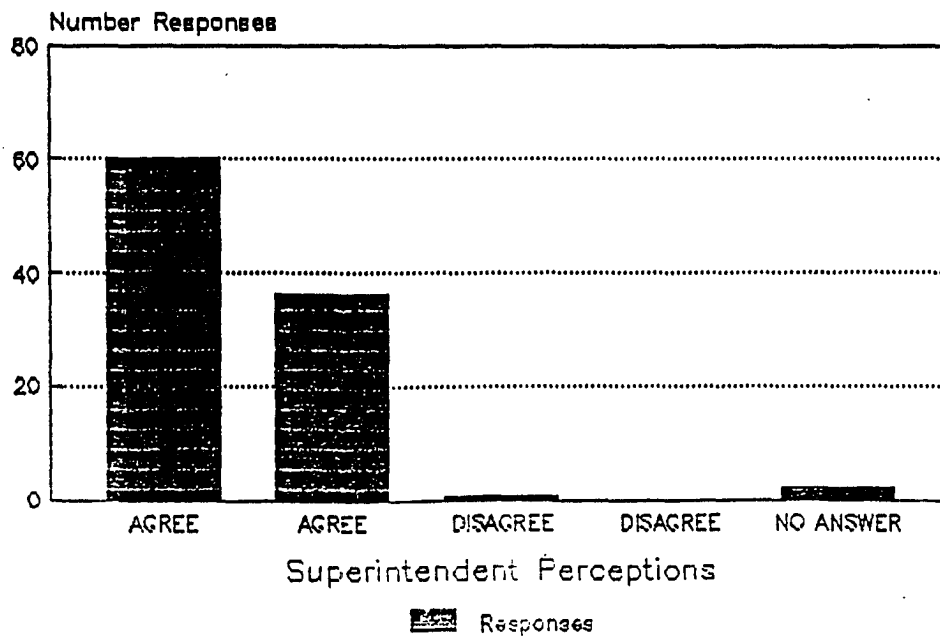 Number Responses
80
60
40
20
0
AGREE AGREE DISAGREE DISAGREE NO ANSWER
Superintendent Perceptions
Responses